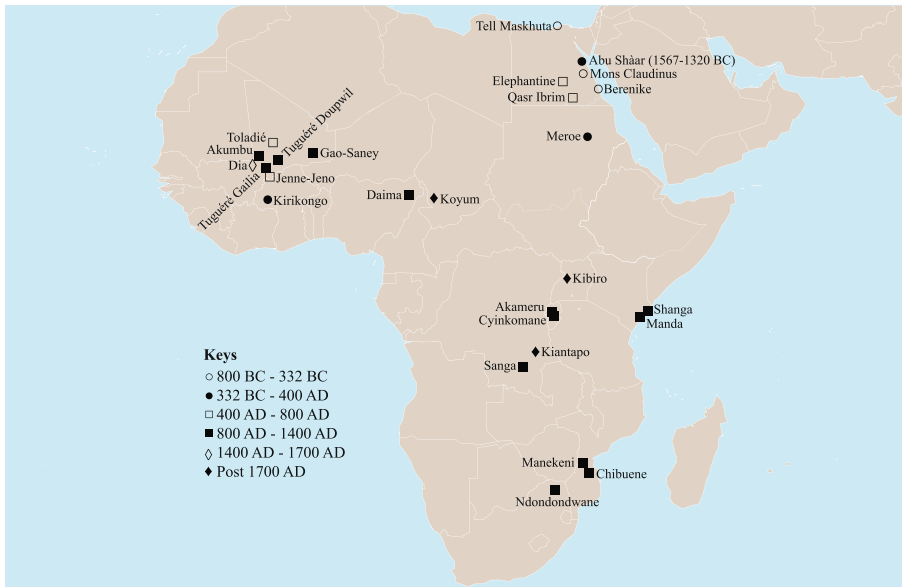 Tell Maskhuta
Abu Shàar (1567-1320 BC)
Mons Claudinus
Elephantine
Berenike
Qasr Ibrim
Meroe
Toladié
Tuguéré Doupwil
Akumbu
Gao-Saney
Dia
Jenne-Jeno
Tuguéré Gailia
Kirikongo
Daima
Koyum
Kibiro
Akameru
Cyinkomane
Shanga
Manda
Kiantapo
Sanga
Keys
800 BC - 332 BC
332 BC - 400 AD
400 AD - 800 AD
800 AD - 1400 AD
1400 AD - 1700 AD
Post 1700 AD
Manekeni
Chibuene
Ndondondwane